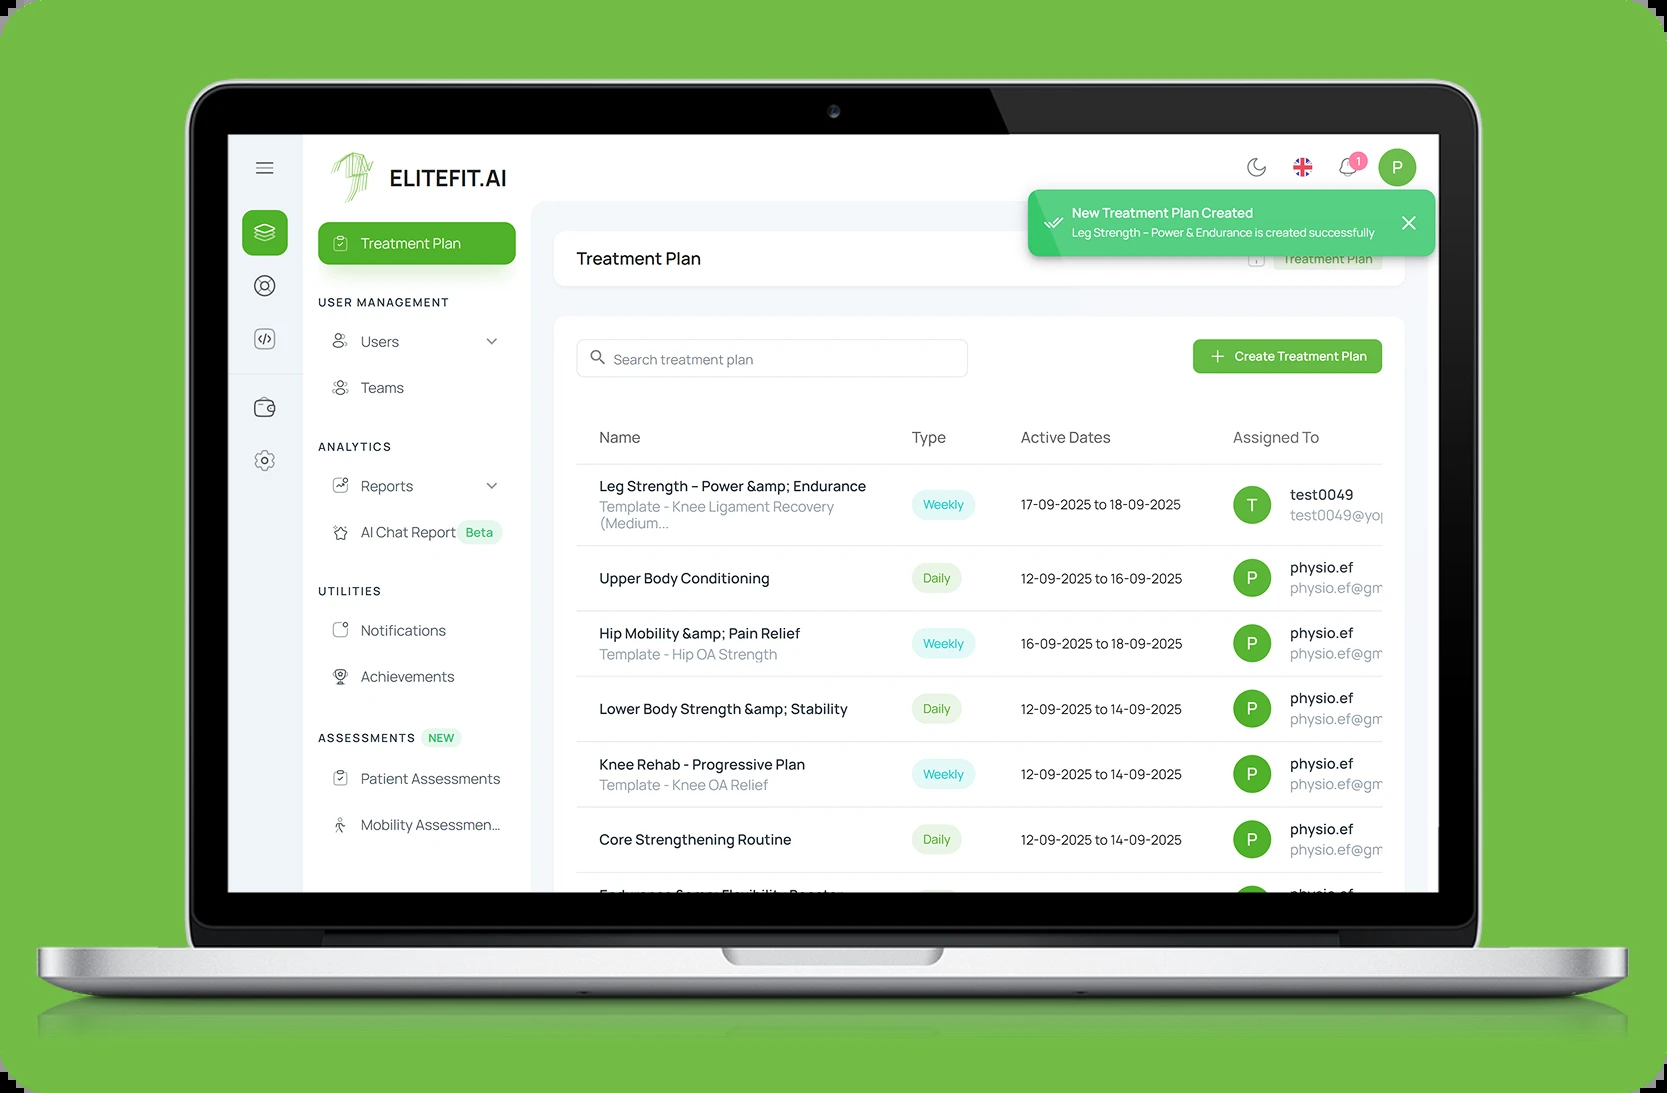 ELITEFIT.AI
1
P
New Treatment Plan Created
Leg Strength – Power & Endurance is created successfully
Treatment Plan
Treatment Plan
Treatment Plan
USER MANAGEMENT
Users
Teams
ANALYTICS
Reports
AI Chat Report Beta
UTILITIES
Notifications
Achievements
ASSESSMENTS NEW
Patient Assessments
Mobility Assessmen...
Search treatment plan
+ Create Treatment Plan
Name Type Active Dates Assigned To
Leg Strength – Power &amp; Endurance
Template - Knee Ligament Recovery
(Medium...
Weekly
17-09-2025 to 18-09-2025
T
test0049
test0049@yop
Upper Body Conditioning
Daily
12-09-2025 to 16-09-2025
P
physio.ef
physio.ef@gm
Hip Mobility &amp; Pain Relief
Template - Hip OA Strength
Weekly
16-09-2025 to 18-09-2025
P
physio.ef
physio.ef@gm
Lower Body Strength &amp; Stability
Daily
12-09-2025 to 14-09-2025
P
physio.ef
physio.ef@gm
Knee Rehab - Progressive Plan
Template - Knee OA Relief
Weekly
12-09-2025 to 14-09-2025
P
physio.ef
physio.ef@gm
Core Strengthening Routine
Daily
12-09-2025 to 14-09-2025
P
physio.ef
physio.ef@gm